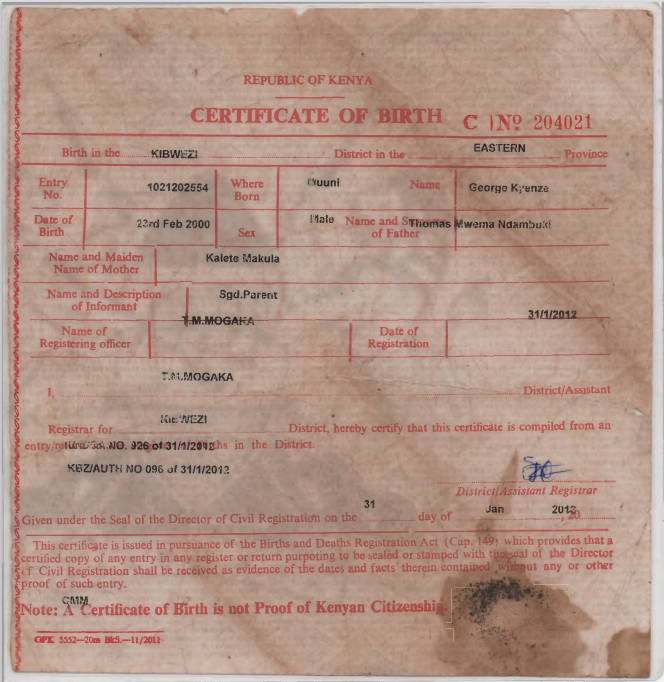 REPUBLIC OF KENYA
CERTIFICATE OF BIRTH C No 204021
Birth in the KIBWEZI District in the EASTERN Province
Entry No. 1021202554 Where Born Muuni Name George Kyenze
Date of Birth 23rd Feb 2000 Sex Male Name and of Father Thomas Mwema Ndambuki
Name and Maiden Name of Mother Kalete Makula
Name and Description of Informant Sgd.Parent
Name of Registering officer T.M.MOGAKA Date of Registration 31/1/2012
T.M.MOGAKA
I, District/Assistant
KIBWEZI
Registrar for District, hereby certify that this certificate is compiled from an
NO. 926 of 31/1/2012 in the District.
KBZ/AUTH NO 096 of 31/1/2012
District/Assistant Registrar
Given under the Seal of the Director of Civil Registration on the 31 day of Jan 2012, 20
This certificate is issued in pursuance of the Births and Deaths Registration Act (Cap. 149) which provides that a
certified copy of any entry in any register or return purpoting to be sealed or stamped with the seal of the Director
of Civil Registration shall be received as evidence of the dates and facts therein contained without any or other
proof of such entry.
CMM
Note: A Certificate of Birth is not Proof of Kenyan Citizenship.
GPK 5552—20m BkS.—11/2011